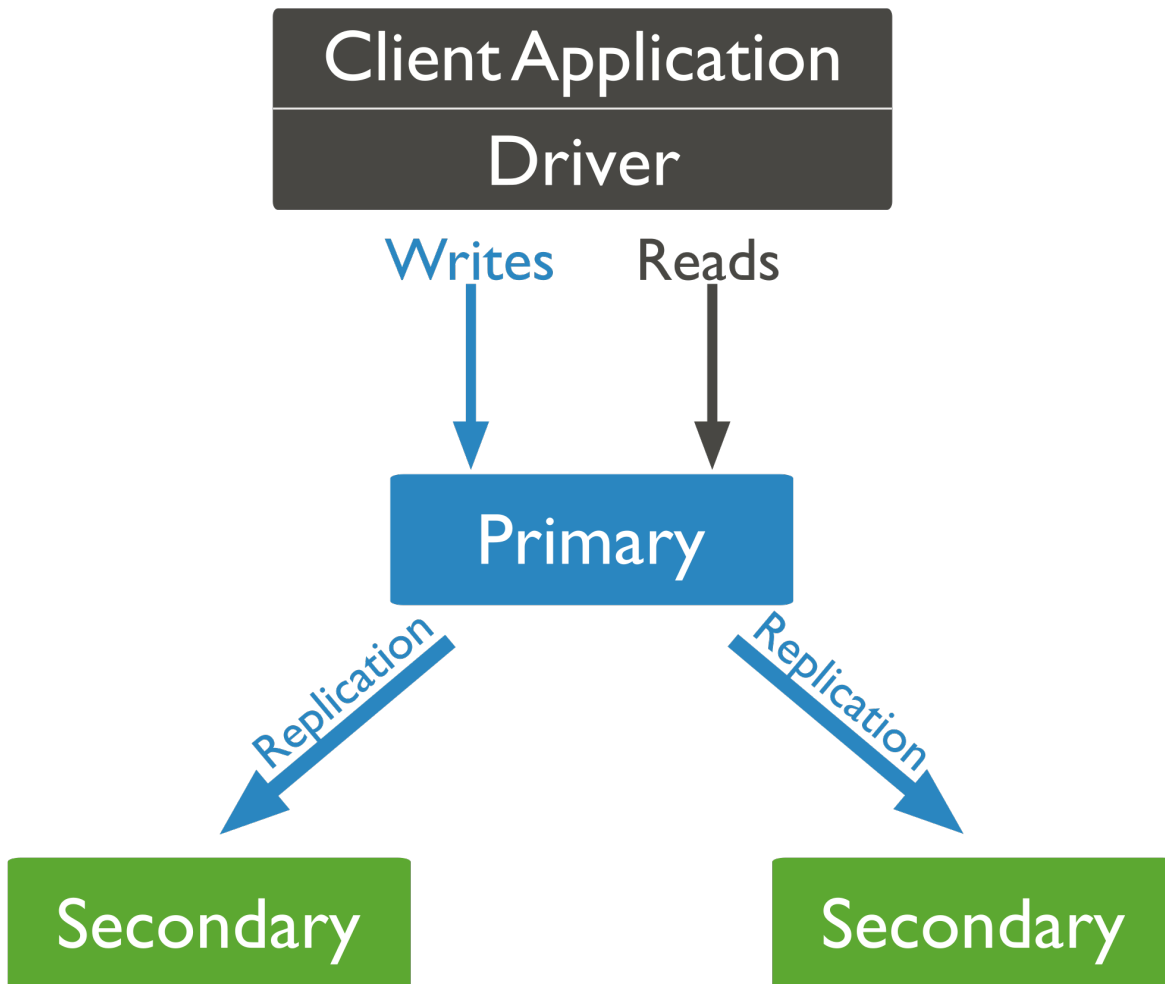 Client Application
Driver
Writes
Reads
Primary
Replication
Replication
Secondary
Secondary